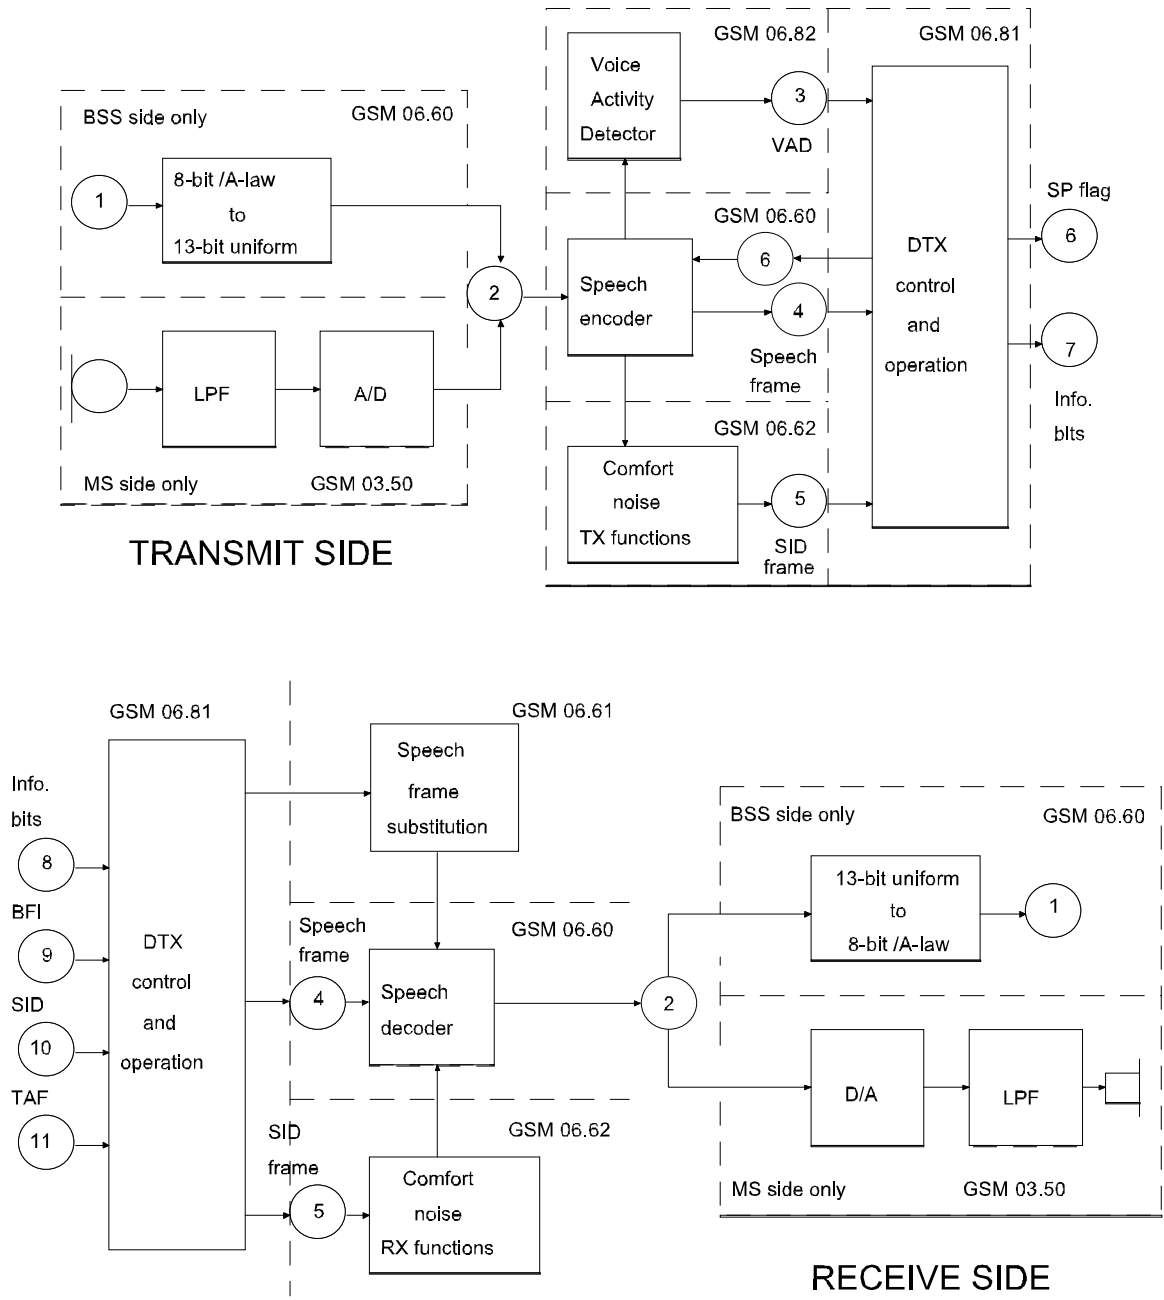 GSM 06.82
GSM 06.81
Voice
Activity
Detector
3
VAD
BSS side only
GSM 06.60
1
8-bit /A-law
to
13-bit uniform
2
GSM 06.60
Speech
encoder
6
4
Speech
frame
DTX
control
and
operation
SP flag
6
7
Info.
bIts
LPF
A/D
MS side only
GSM 03.50
GSM 06.62
Comfort
noise
TX functions
5
SID
frame
TRANSMIT SIDE
GSM 06.81
GSM 06.61
Speech
frame
substitution
Info.
bits
8
BFI
9
SID
10
TAF
11
DTX
control
and
operation
Speech
frame
4
GSM 06.60
Speech
decoder
SID
frame
5
GSM 06.62
Comfort
noise
RX functions
2
BSS side only
GSM 06.60
13-bit uniform
to
8-bit /A-law
1
D/A
LPF
MS side only
GSM 03.50
RECEIVE SIDE